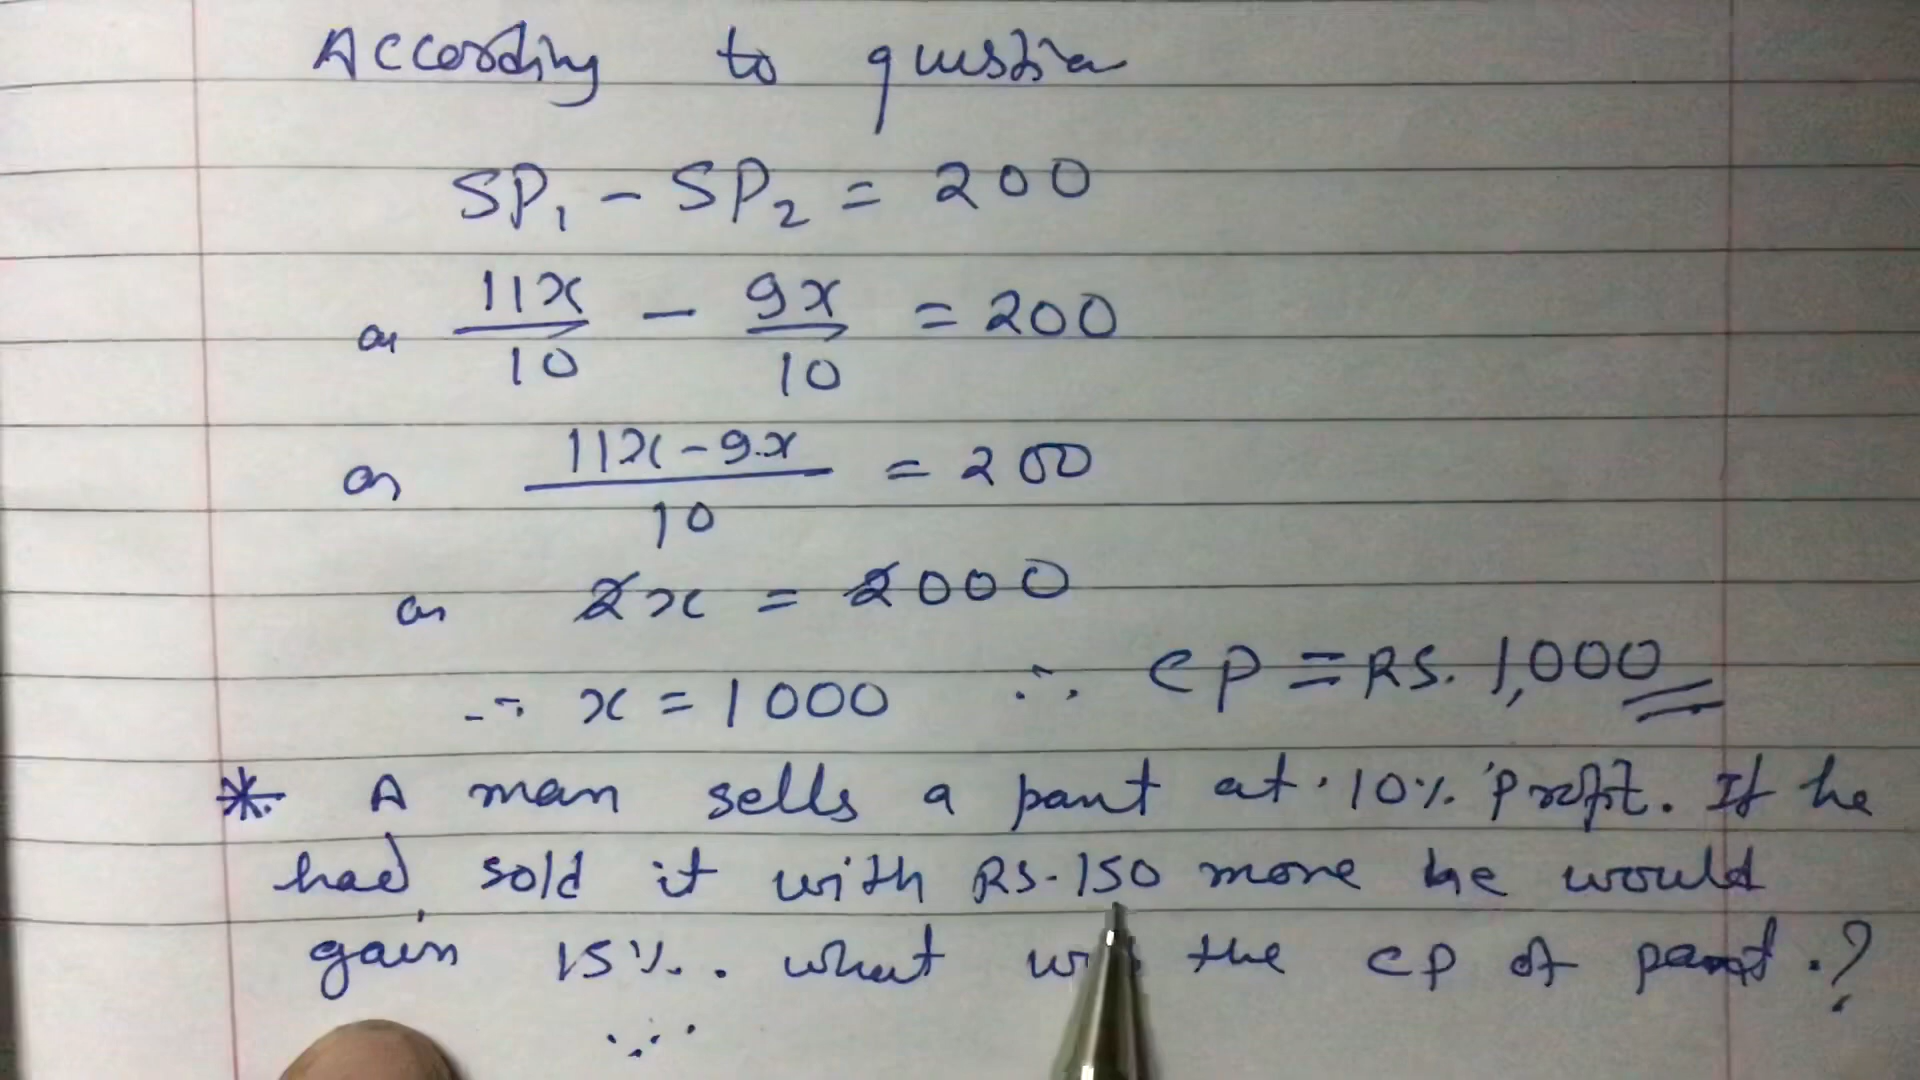 According to question
SP₁ - SP₂ = 200
or 11x/10 - 9x/10 = 200
or (11x-9x)/10 = 200
or 2x = 2000
∴ x = 1000 ∴ CP = RS. 1,000
* A man sells a pant at 10% profit. If he
had sold it with RS.150 more he would
gain 15%. what the CP of pant.?